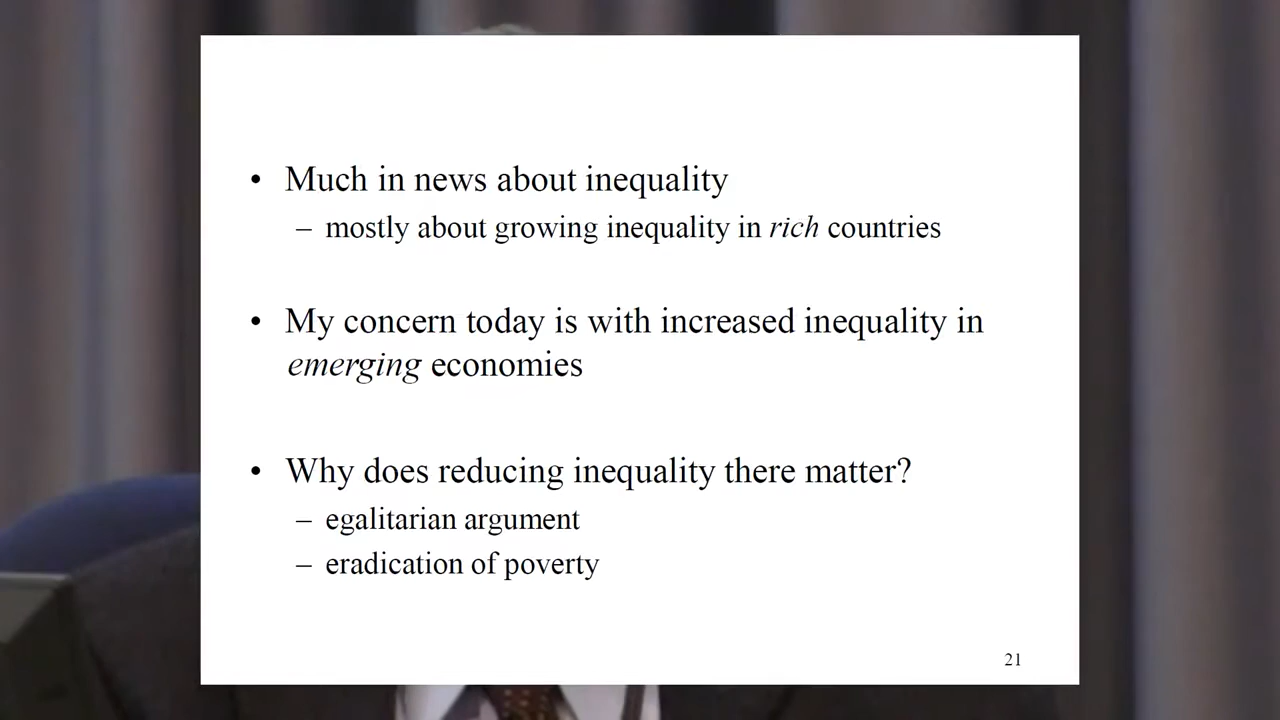 • Much in news about inequality
– mostly about growing inequality in rich countries
• My concern today is with increased inequality in
emerging economies
• Why does reducing inequality there matter?
– egalitarian argument
– eradication of poverty
21